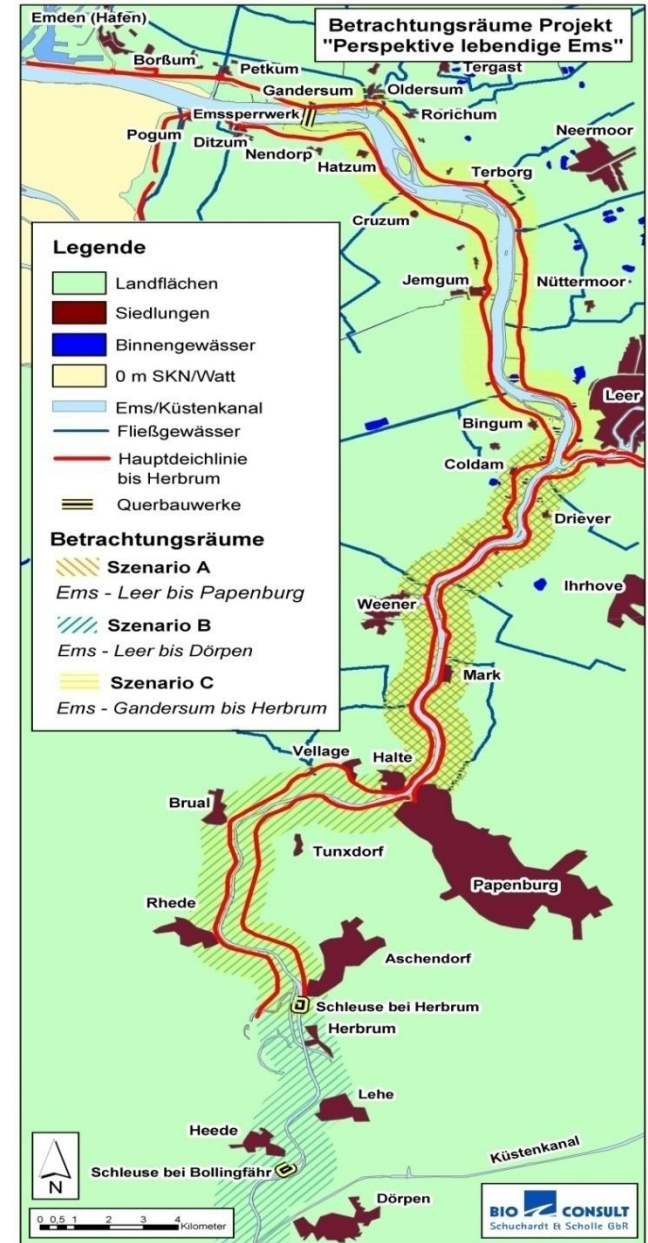 Betrachtungsräume Projekt
"Perspektive lebendige Ems"
Emden (Hafen)
Borßum
Petkum
Tergast
Gandersum
Oldersum
Emssperrwerk
Rorichum
Pogum
Ditzum
Nendorp
Hatzum
Neermoor
Terborg
Cruzum
Jemgum
Nüttermoor
Leer
Bingum
Coldam
Driever
Ihrhove
Weener
Mark
Vellage
Halte
Brual
Tunxdorf
Papenburg
Rhede
Aschendorf
Schleuse bei Herbrum
Herbrum
Lehe
Heede
Schleuse bei Bollingfähr
Küstenkanal
Dörpen
Legende
Landflächen
Siedlungen
Binnengewässer
0 m SKN/Watt
Ems/Küstenkanal
Fließgewässer
Hauptdeichlinie
bis Herbrum
Querbauwerke
Betrachtungsräume
Szenario A
Ems - Leer bis Papenburg
Szenario B
Ems - Leer bis Dörpen
Szenario C
Ems - Gandersum bis Herbrum
N
0 0,5 1 2 3 4 Kilometer
BIO CONSULT
Schuchardt & Scholle GbR